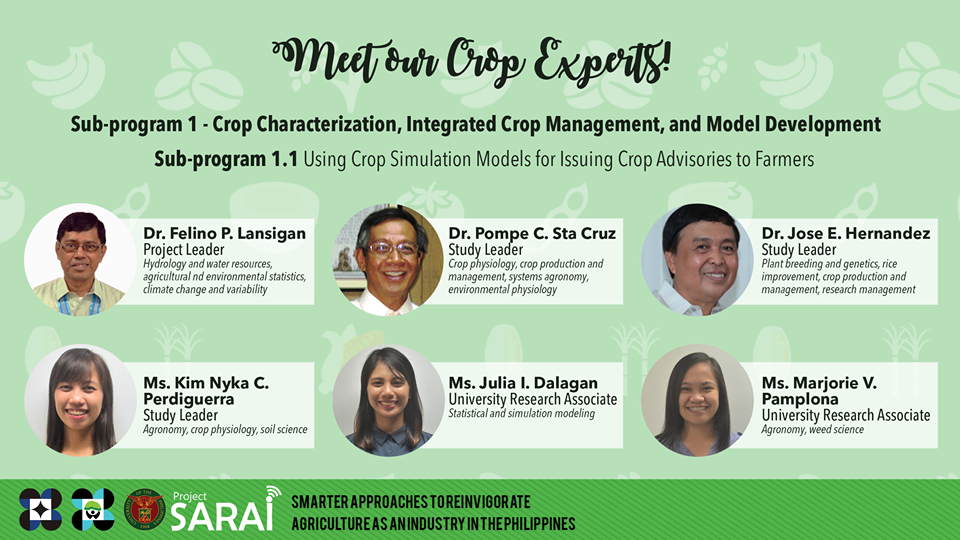 Meet our Crop Experts!
Sub-program 1 - Crop Characterization, Integrated Crop Management, and Model Development
Sub-program 1.1 Using Crop Simulation Models for Issuing Crop Advisories to Farmers
Dr. Felino P. Lansigan
Project Leader
Hydrology and water resources,
agricultural nd environmental statistics,
climate change and variability
Dr. Pompe C. Sta Cruz
Study Leader
Crop physiology, crop production and
management, systems agronomy,
environmental physiology
Dr. Jose E. Hernandez
Study Leader
Plant breeding and genetics, rice
improvement, crop production and
management, research management
Ms. Kim Nyka C.
Perdiguerra
Study Leader
Agronomy, crop physiology, soil science
Ms. Julia I. Dalagan
University Research Associate
Statistical and simulation modeling
Ms. Marjorie V.
Pamplona
University Research Associate
Agronomy, weed science
Project
SARAI
SMARTER APPROACHES TO REINVIGORATE
AGRICULTURE AS AN INDUSTRY IN THE PHILIPPINES